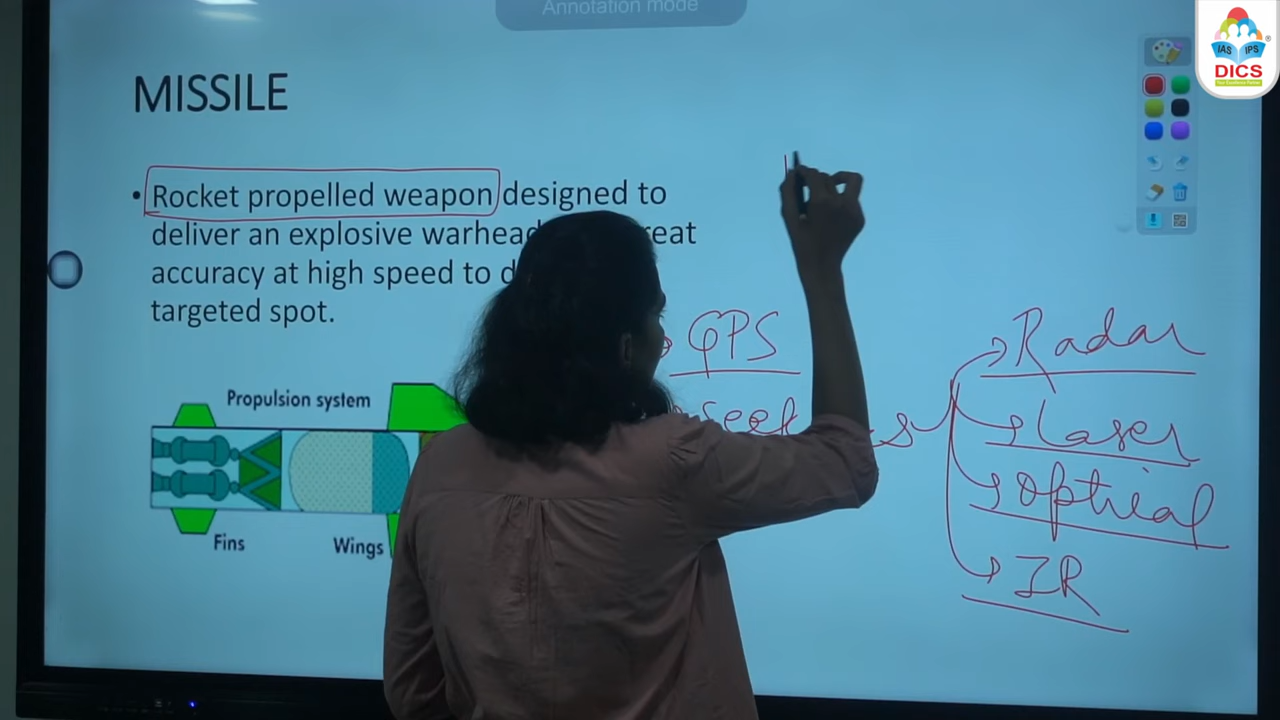 Annotation mode
IAS IPS
DICS
MISSILE
• Rocket propelled weapon designed to
deliver an explosive warhead
accuracy at high speed to
targeted spot.
GPS
Radar
Laser
Optical
IR
Propulsion system
Fins
Wings